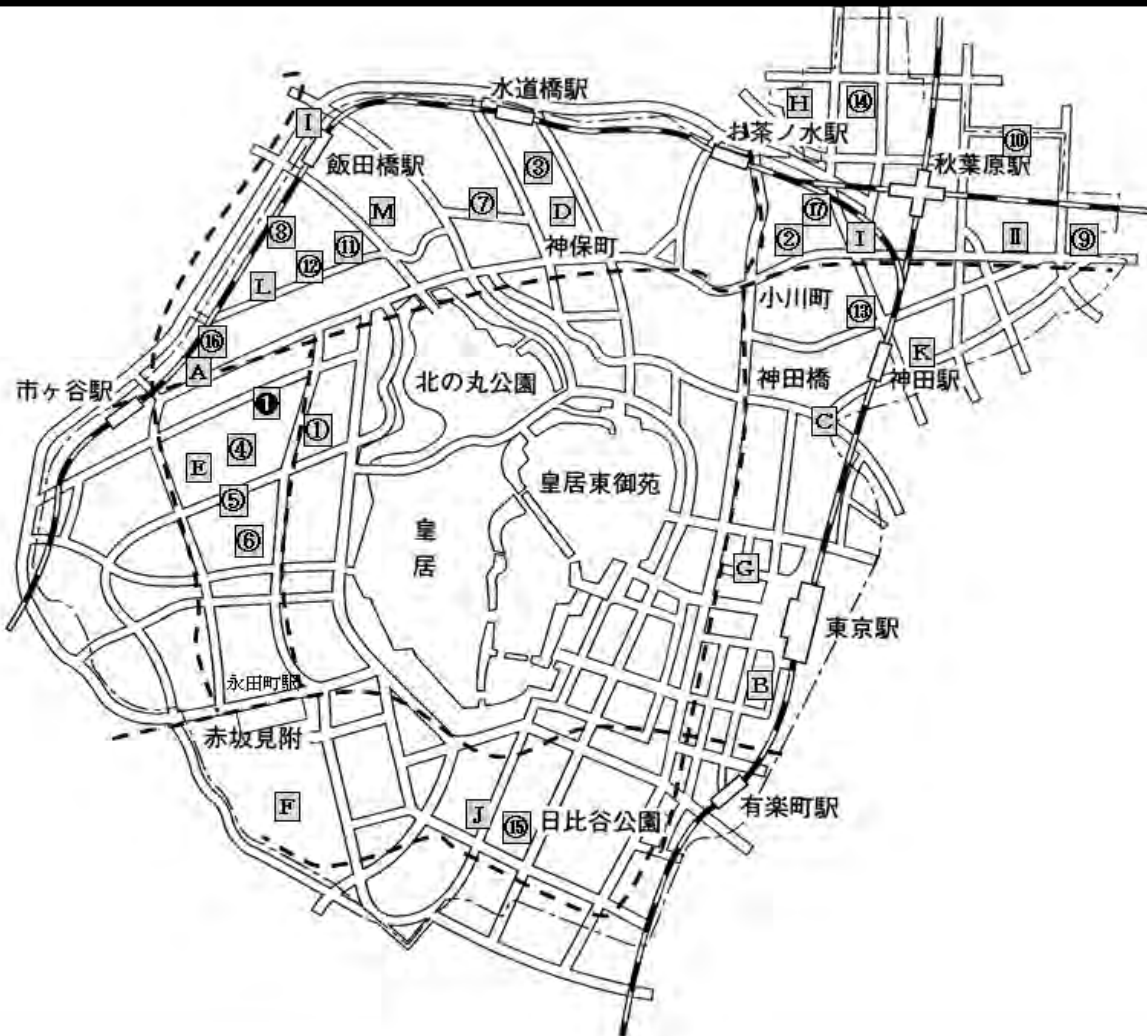 水道橋駅
H
⑭
お茶ノ水駅
I
飯田橋駅
⑩
秋葉原駅
③
⑦
D
M
⑰
神保町
②
I
Ⅱ
⑨
⑧
⑪
⑫
L
小川町
⑬
⑯
A
K
市ヶ谷駅
北の丸公園
神田橋
神田駅
❶
①
C
④
E
⑤
皇居東御苑
⑥
皇
居
G
東京駅
永田町駅
B
赤坂見附
F
J
⑮
日比谷公園
有楽町駅